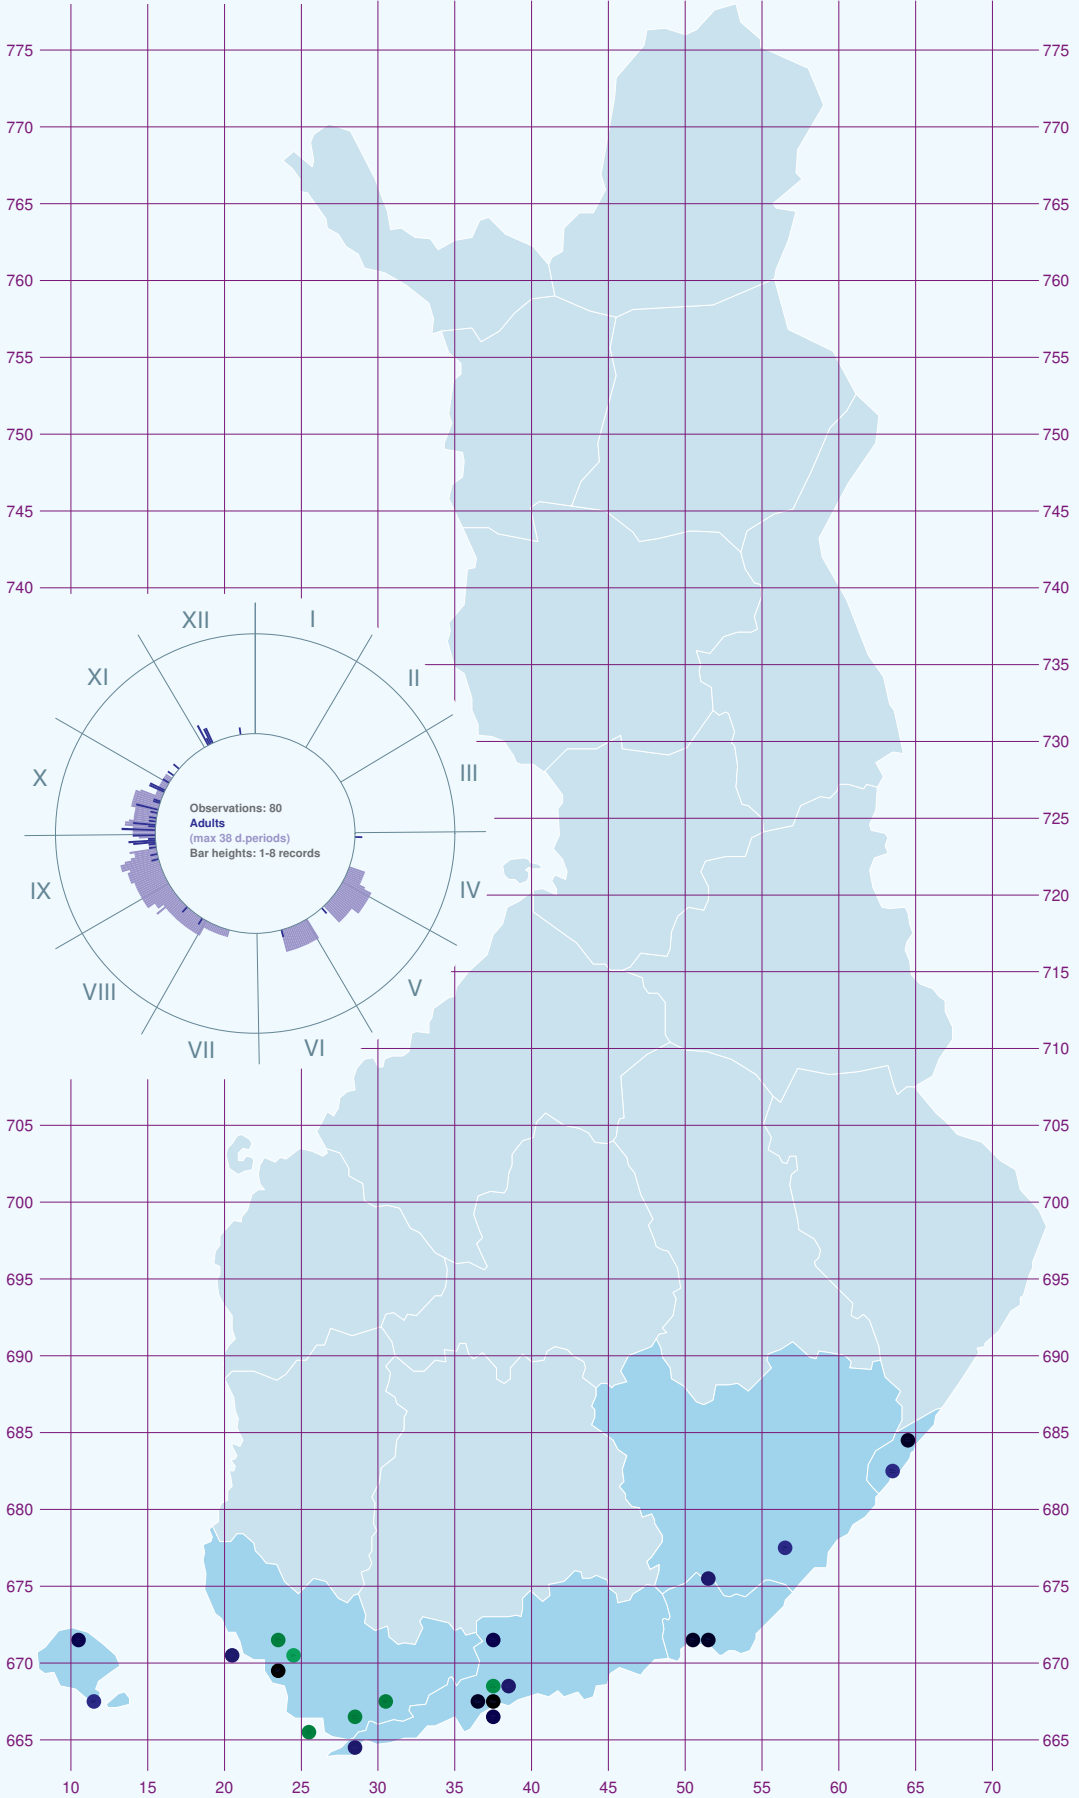 775 775
770 770
765 765
760 760
755 755
750 750
745 745
740 740
XII I
735
XI II
730
X III
Observations: 80
Adults
(max 38 d.periods)
Bar heights: 1-8 records
725
IX IV
720
VIII V
715
VII VI
710
705 705
700 700
695 695
690 690
685 685
680 680
675 675
670 670
665 665
10 15 20 25 30 35 40 45 50 55 60 65 70